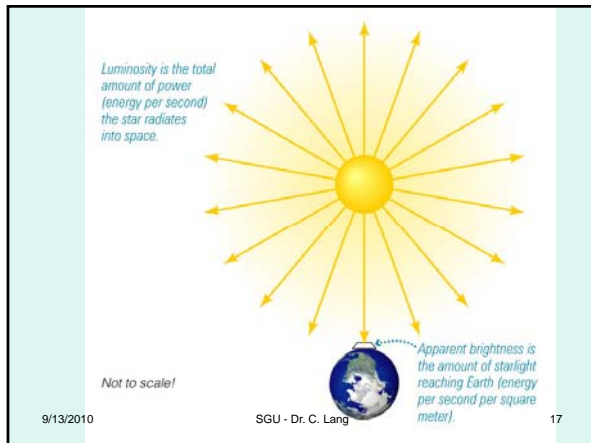 Luminosity is the total
amount of power
(energy per second)
the star radiates
into space.
Apparent brightness is
the amount of starlight
reaching Earth (energy
per second per square
meter).
Not to scale!
9/13/2010
SGU - Dr. C. Lang
17